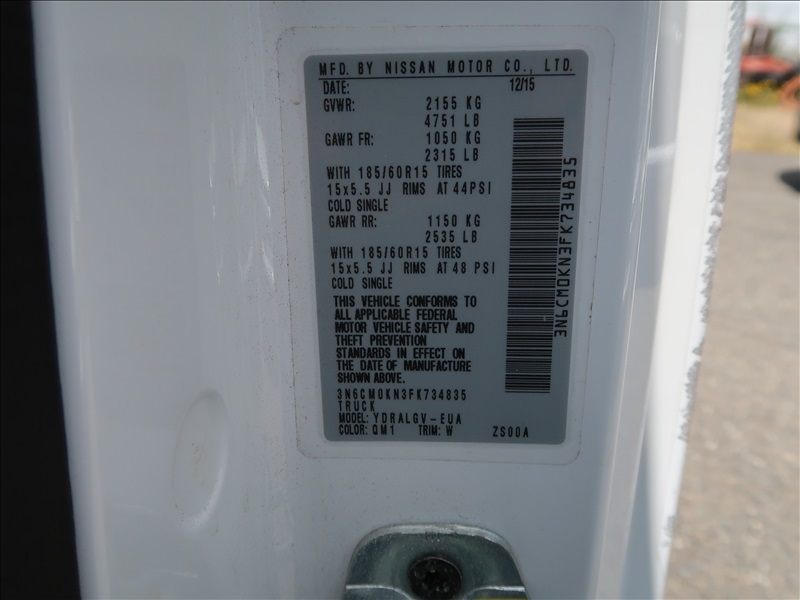 MFD. BY NISSAN MOTOR CO., LTD.
DATE: 12/15
GVWR: 2155 KG
4751 LB
GAWR FR: 1050 KG
2315 LB
WITH 185/60R15 TIRES
15x5.5 JJ RIMS AT 44PSI
COLD SINGLE
GAWR RR: 1150 KG
2535 LB
WITH 185/60R15 TIRES
15x5.5 JJ RIMS AT 48 PSI
COLD SINGLE
THIS VEHICLE CONFORMS TO
ALL APPLICABLE FEDERAL
MOTOR VEHICLE SAFETY AND
THEFT PREVENTION
STANDARDS IN EFFECT ON
THE DATE OF MANUFACTURE
SHOWN ABOVE.
3N6CM0KN3FK734835
TRUCK
MODEL: YDRALGV-EUA
COLOR: QM1 TRIM: W ZS00A
3N6CM0KN3FK734835